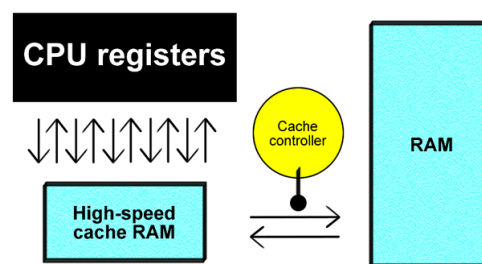 CPU registers
Cache
controller
RAM
High-speed
cache RAM